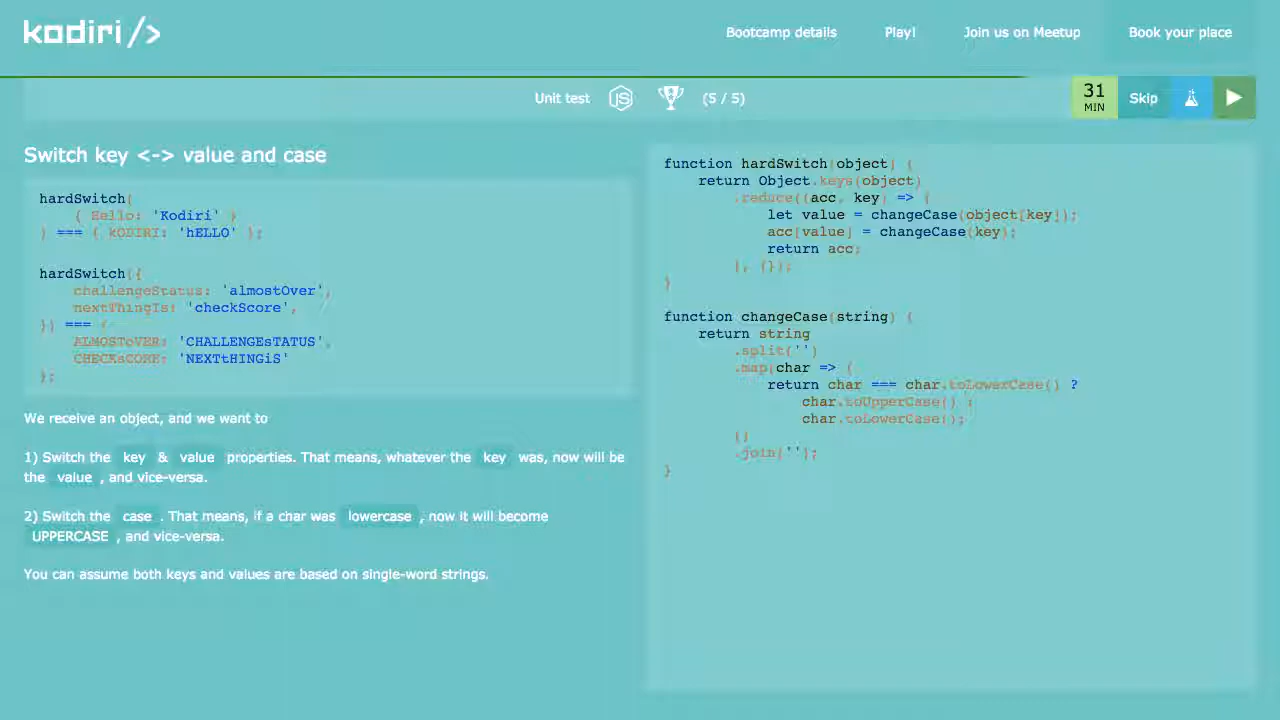 kodiri/>
Bootcamp details
Play!
Join us on Meetup
Book your place
Unit test
JS
(5 / 5)
31
MIN
Skip
Switch key <-> value and case
hardSwitch(
{ Hello: 'Kodiri' }
) === { kODIRI: 'hELLO' };
hardSwitch({
challengeStatus: 'almostOver',
nextThingIs: 'checkScore',
}) === {
ALMOSToVER: 'CHALLENGEsTATUS',
CHECKsCORE: 'NEXTtHINGiS'
};
We receive an object, and we want to
1) Switch the key & value properties. That means, whatever the key was, now will be
the value , and vice-versa.
2) Switch the case . That means, if a char was lowercase , now it will become
UPPERCASE , and vice-versa.
You can assume both keys and values are based on single-word strings.
function hardSwitch(object) {
return Object.keys(object)
.reduce((acc, key) => {
let value = changeCase(object[key]);
acc[value] = changeCase(key);
return acc;
}, {});
}
function changeCase(string) {
return string
.split('')
.map(char => {
return char === char.toLowerCase() ?
char.toUpperCase() :
char.toLowerCase();
})
.join('');
}